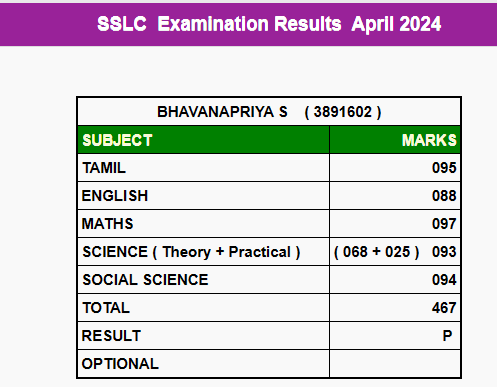 SSLC Examination Results April 2024
BHAVANAPRIYA S ( 3891602 )
SUBJECT MARKS
TAMIL 095
ENGLISH 088
MATHS 097
SCIENCE ( Theory + Practical ) ( 068 + 025 ) 093
SOCIAL SCIENCE 094
TOTAL 467
RESULT P
OPTIONAL